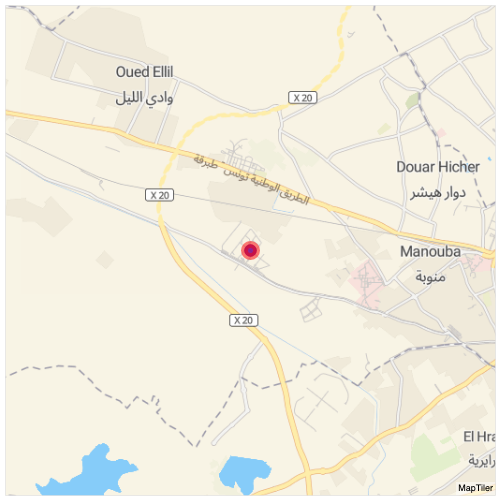 Oued Ellil
وادي الليل
X 20
Douar Hicher
دوار هيشر
الطريق الوطنية تونس - طبرقة
X 20
Manouba
منوبة
X 20
El Hra
رايرية
MapTiler